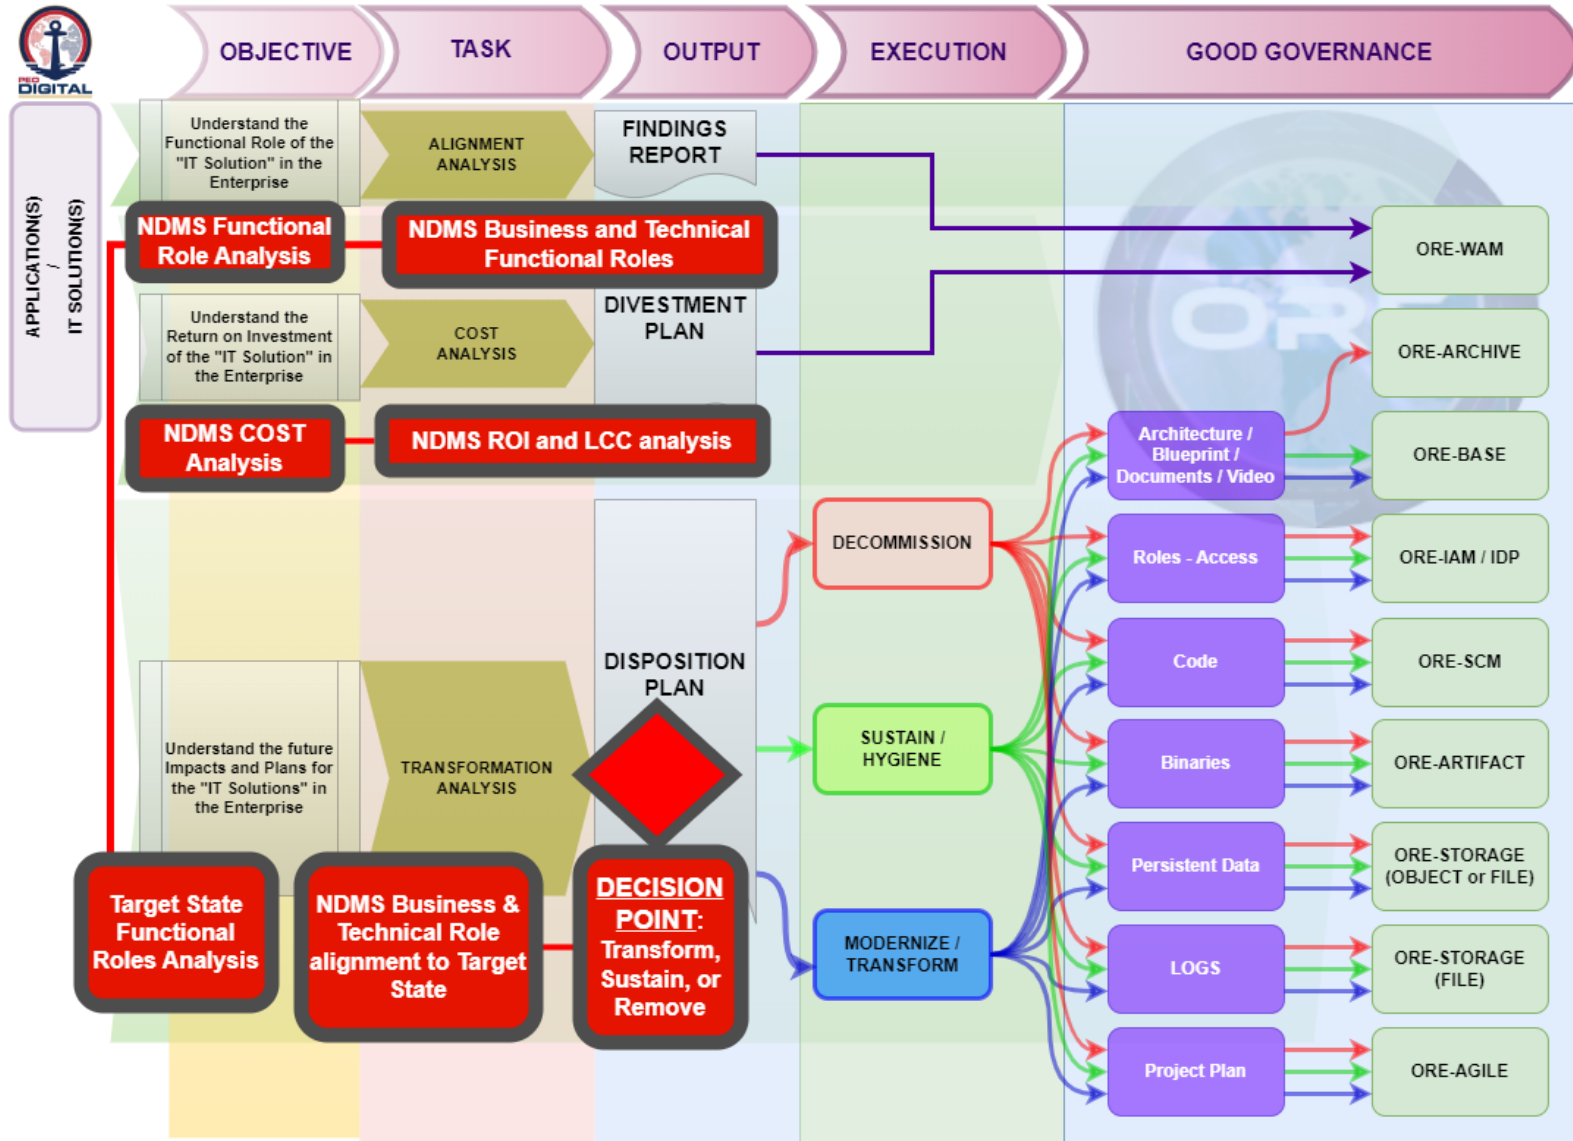 PEO
DIGITAL
OBJECTIVE
TASK
OUTPUT
EXECUTION
GOOD GOVERNANCE
APPLICATION(S)
/
IT SOLUTION(S)
Understand the
Functional Role of the
"IT Solution" in the
Enterprise
ALIGNMENT
ANALYSIS
FINDINGS
REPORT
NDMS Functional
Role Analysis
NDMS Business and Technical
Functional Roles
Understand the
Return on Investment
of the "IT Solution" in
the Enterprise
COST
ANALYSIS
DIVESTMENT
PLAN
NDMS COST
Analysis
NDMS ROI and LCC analysis
Understand the future
Impacts and Plans for
the "IT Solutions" in
the Enterprise
TRANSFORMATION
ANALYSIS
DISPOSITION
PLAN
Target State
Functional
Roles Analysis
NDMS Business &
Technical Role
alignment to Target
State
DECISION
POINT:
Transform,
Sustain, or
Remove
DECOMMISSION
SUSTAIN /
HYGIENE
MODERNIZE /
TRANSFORM
ORE
Architecture /
Blueprint /
Documents / Video
Roles - Access
Code
Binaries
Persistent Data
LOGS
Project Plan
ORE-WAM
ORE-ARCHIVE
ORE-BASE
ORE-IAM / IDP
ORE-SCM
ORE-ARTIFACT
ORE-STORAGE
(OBJECT or FILE)
ORE-STORAGE
(FILE)
ORE-AGILE